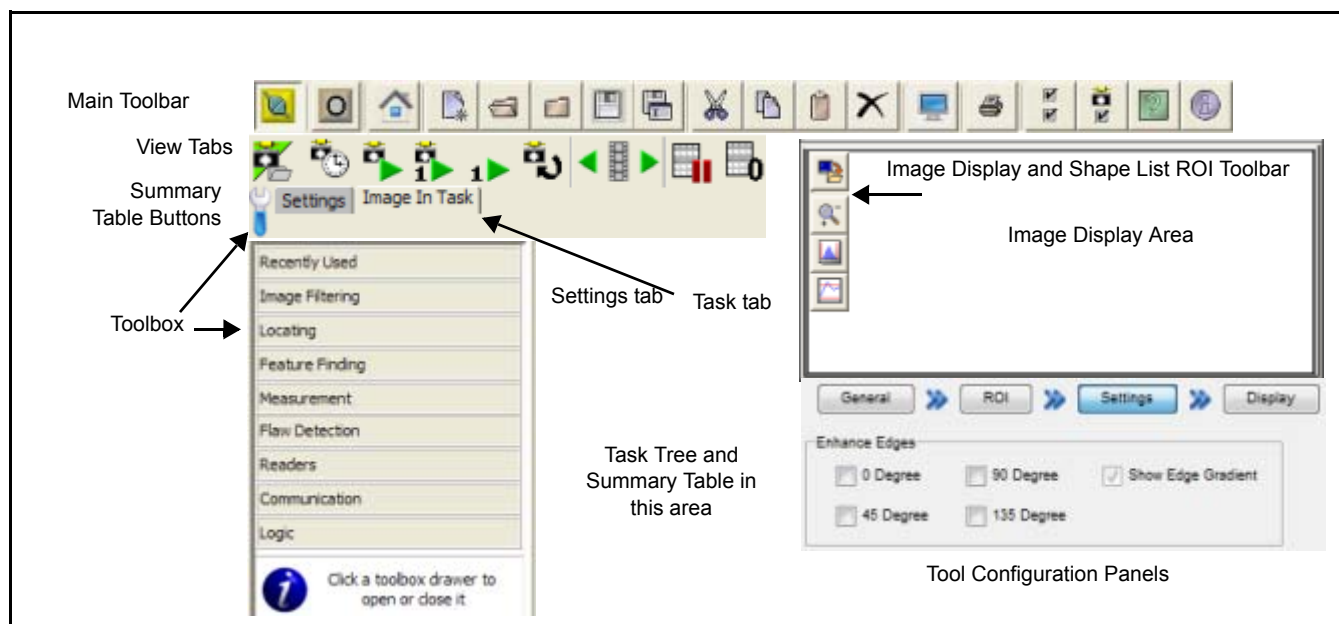 Main Toolbar
O
View Tabs
1
1
0
Summary
Table Buttons
Settings
Image In Task
Toolbox
Recently Used
Image Filtering
Locating
Feature Finding
Measurement
Flaw Detection
Readers
Communication
Logic
i
Click a toolbox drawer to
open or close it
Settings tab
Task tab
Task Tree and
Summary Table in
this area
?
Image Display and Shape List ROI Toolbar
Image Display Area
General
ROI
Settings
Display
Enhance Edges
0 Degree
90 Degree
Show Edge Gradient
45 Degree
135 Degree
Tool Configuration Panels